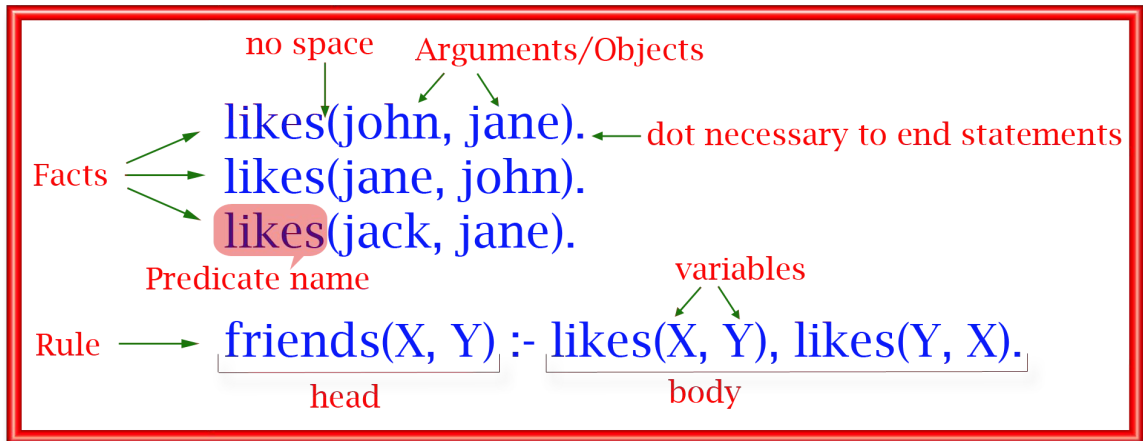 no space
Arguments/Objects
likes(john, jane).
dot necessary to end statements
Facts
likes(jane, john).
likes(jack, jane).
Predicate name
variables
Rule
friends(X, Y) :- likes(X, Y), likes(Y, X).
head
body